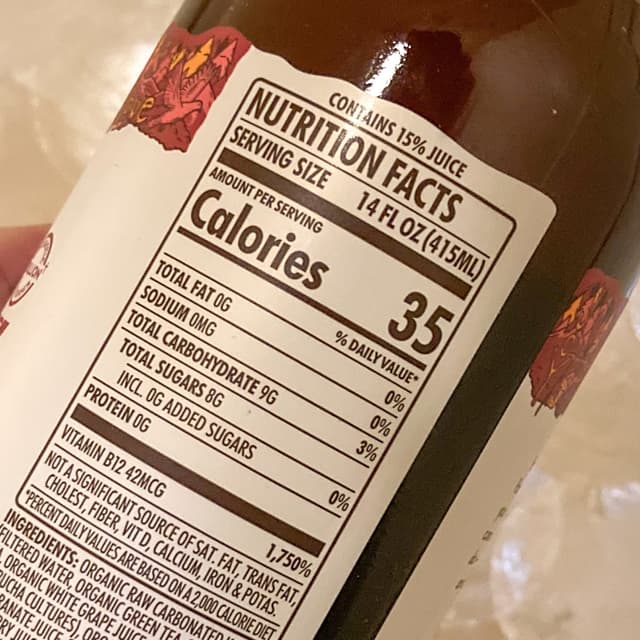 CONTAINS 15% JUICE
NUTRITION FACTS
SERVING SIZE 14 FL OZ (415ML)
AMOUNT PER SERVING
Calories 35
% DAILY VALUE*
TOTAL FAT 0G 0%
SODIUM 0MG 0%
TOTAL CARBOHYDRATE 9G 3%
TOTAL SUGARS 8G
INCL. 0G ADDED SUGARS 0%
PROTEIN 0G
VITAMIN B12 42MCG 1,750%
NOT A SIGNIFICANT SOURCE OF SAT. FAT, TRANS FAT,
CHOLEST, FIBER, VIT D, CALCIUM, IRON & POTAS.
*PERCENT DAILY VALUES ARE BASED ON A 2,000 CALORIE DIET
INGREDIENTS: ORGANIC RAW CARBONATED
FILTERED WATER, ORGANIC GREEN TEA
ORGANIC WHITE GRAPE JUICE
CULTURES)
JUICE